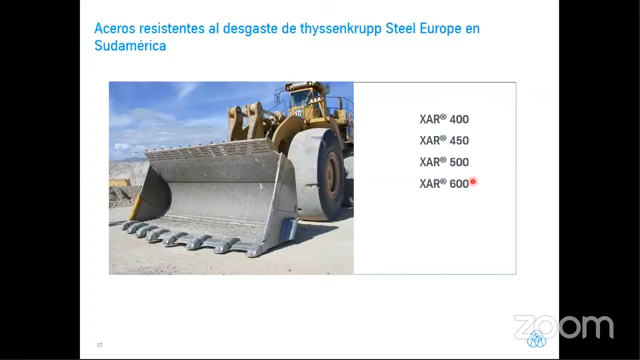 Aceros resistentes al desgaste de thyssenkrupp Steel Europe en
Sudamérica
XAR® 400
XAR® 450
XAR® 500
XAR® 600
17
zoom